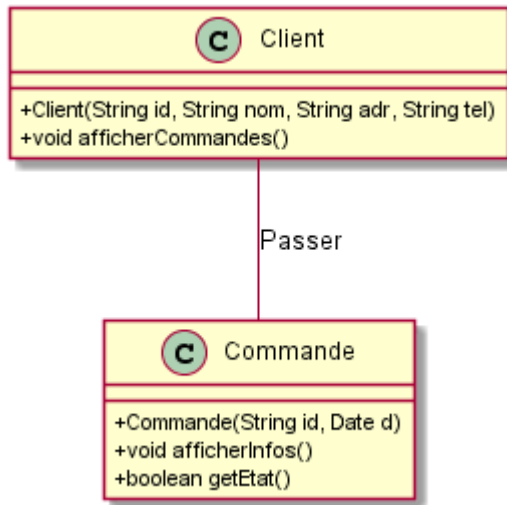 C Client
+Client(String id, String nom, String adr, String tel)
+void afficherCommandes()
Passer
C Commande
+Commande(String id, Date d)
+void afficherInfos()
+boolean getEtat()